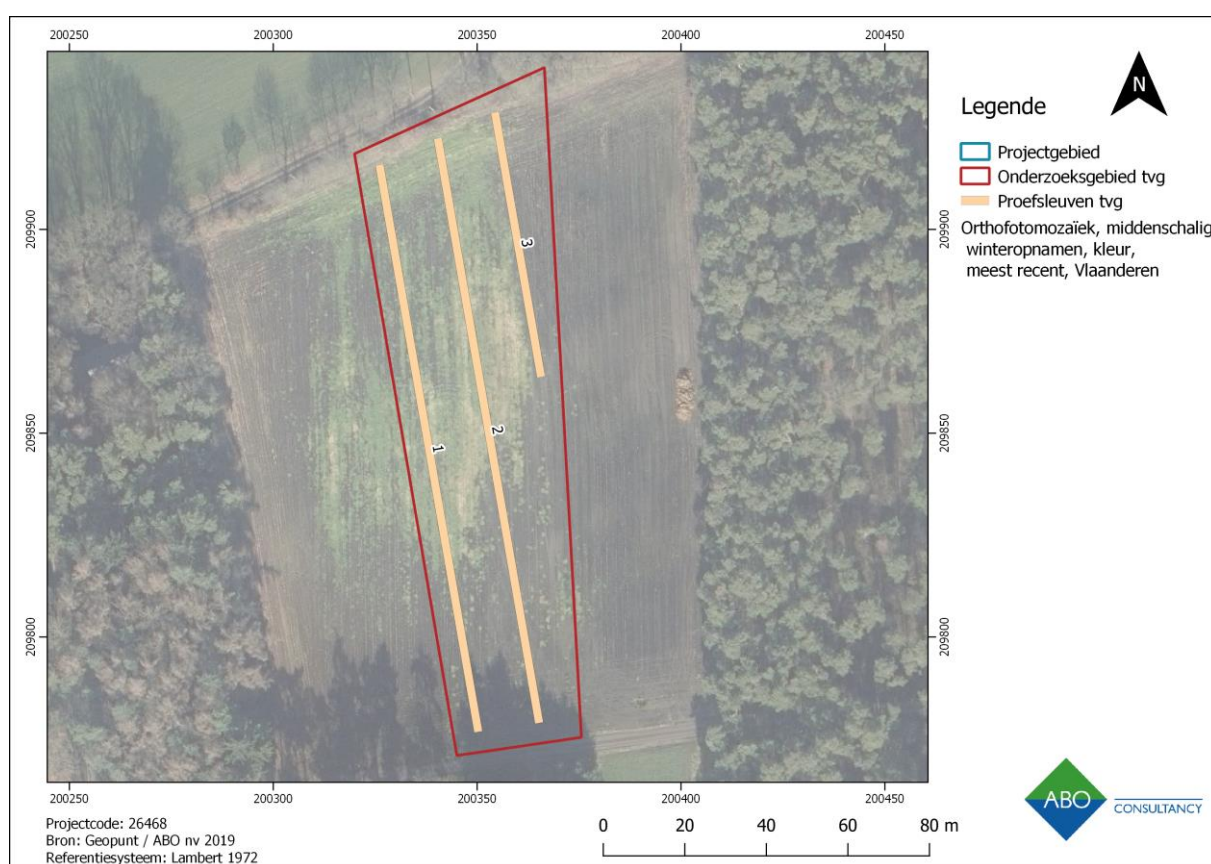 200250 200300 200350 200400 200450
209900 209850 209800
1
2
3
209900 209850 209800
200250 200300 200350 200400 200450
N
Legende
Projectgebied
Onderzoeksgebied tvg
Proefsleuven tvg
Orthofotomozaïek, middenschalig,
winteropnamen, kleur,
meest recent, Vlaanderen
Projectcode: 26468
Bron: Geopunt / ABO nv 2019
Referentiesysteem: Lambert 1972
0 20 40 60 80 m
ABO CONSULTANCY